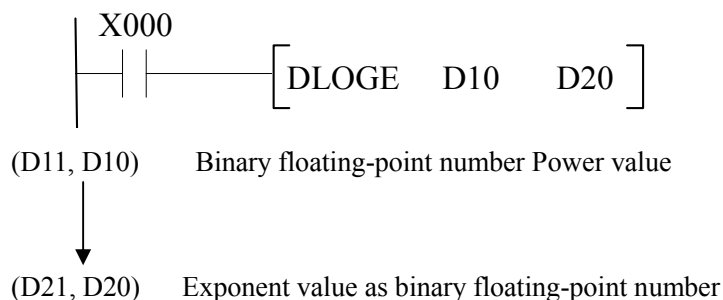 X000
DLOGE D10 D20
(D11, D10) Binary floating-point number Power value
(D21, D20) Exponent value as binary floating-point number